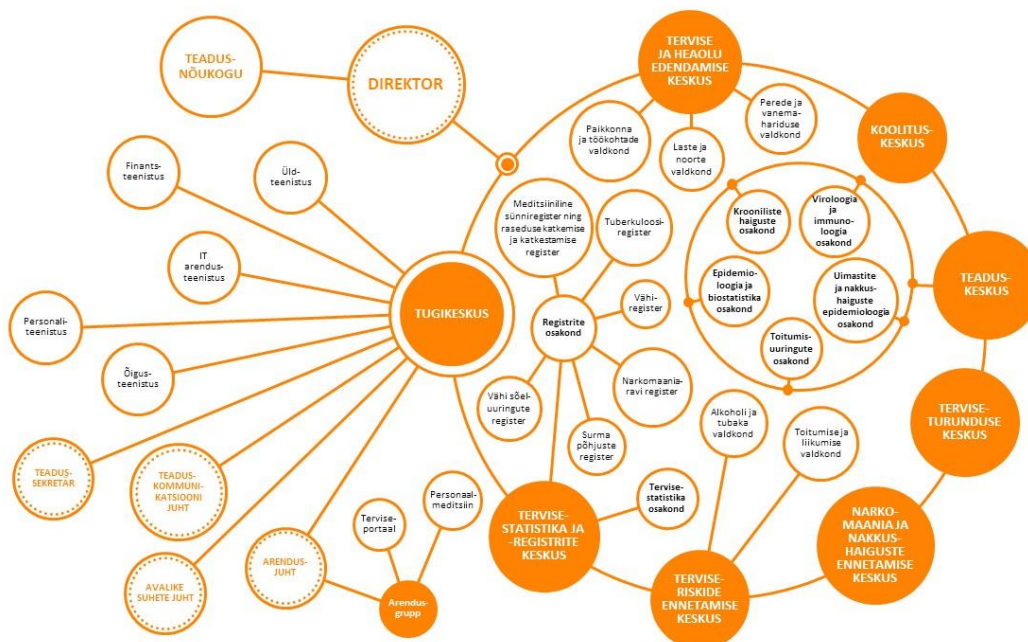 TEADUS-
NÕUKOGU
DIREKTOR
TERVISE
JA HEAOLU
EDENDAMISE
KESKUS
Paikkonna
ja töökohtade
valdkond
Laste ja
noorte
valdkond
Perede ja
vanema-
hariduse
valdkond
KOOLITUS-
KESKUS
Finants-
teenistus
Üld-
teenistus
IT
arendus-
teenistus
Personali-
teenistus
Õigus-
teenistus
TUGIKESKUS
Meditsiiniline
sünniregister ning
raseduse katkemise
ja katkestamise
register
Tuberkuloosi-
register
Registrite
osakond
Vähi-
register
Narkomaania-
ravi register
Vähi sõel-
uuringute
register
Surma
põhjuste
register
Krooniliste
haiguste
osakond
Viroloogia
ja
immuno-
loogia
osakond
Epidemio-
loogia ja
biostatistika
osakond
Uimastite
ja nakkus-
haiguste
epidemioloogia
osakond
Toitumis-
uuringute
osakond
TEADUS-
KESKUS
TERVISE-
TURUNDUSE
KESKUS
Alkoholi ja
tubaka
valdkond
Toitumise ja
liikumise
valdkond
TEADUS-
SEKRETÄR
TEADUS-
KOMMUNI-
KATSIOONI
JUHT
AVALIKE
SUHETE JUHT
ARENDUS-
JUHT
Tervise-
portaal
Personaal-
meditsiin
Arendus-
grupp
TERVISE-
STATISTIKA JA
-REGISTRITE
KESKUS
Tervise-
statistika
osakond
TERVISE-
RISKIDE
ENNETAMISE
KESKUS
NARKO-
MAANIA JA
NAKKUS-
HAIGUSTE
ENNETAMISE
KESKUS